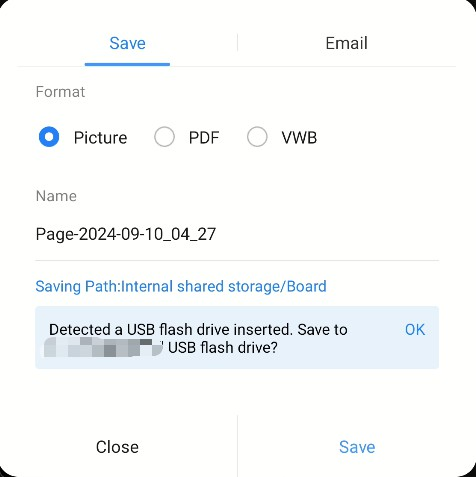 Save
Email
Format
Picture
PDF
VWB
Name
Page-2024-09-10_04_27
Saving Path:Internal shared storage/Board
Detected a USB flash drive inserted. Save to
OK
USB flash drive?
Close
Save